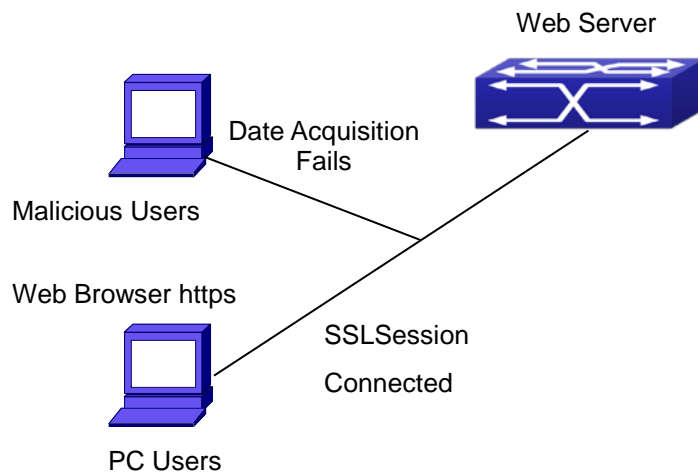 Web Server
Date Acquisition
Fails
Malicious Users
Web Browser https
SSLSession
Connected
PC Users